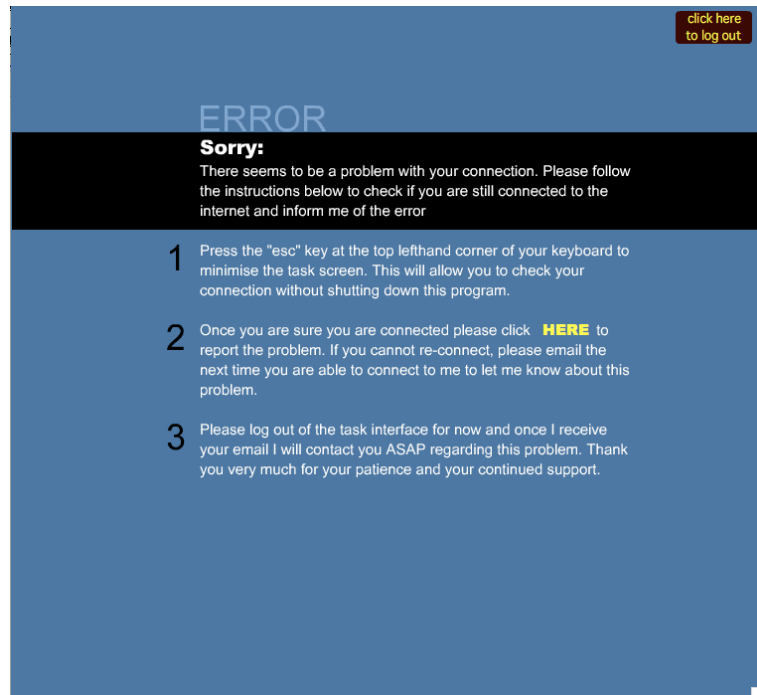 click here
to log out
ERROR
Sorry:
There seems to be a problem with your connection. Please follow
the instructions below to check if you are still connected to the
internet and inform me of the error
1 Press the "esc" key at the top lefthand corner of your keyboard to
minimise the task screen. This will allow you to check your
connection without shutting down this program.
2 Once you are sure you are connected please click HERE to
report the problem. If you cannot re-connect, please email the
next time you are able to connect to me to let me know about this
problem.
3 Please log out of the task interface for now and once I receive
your email I will contact you ASAP regarding this problem. Thank
you very much for your patience and your continued support.